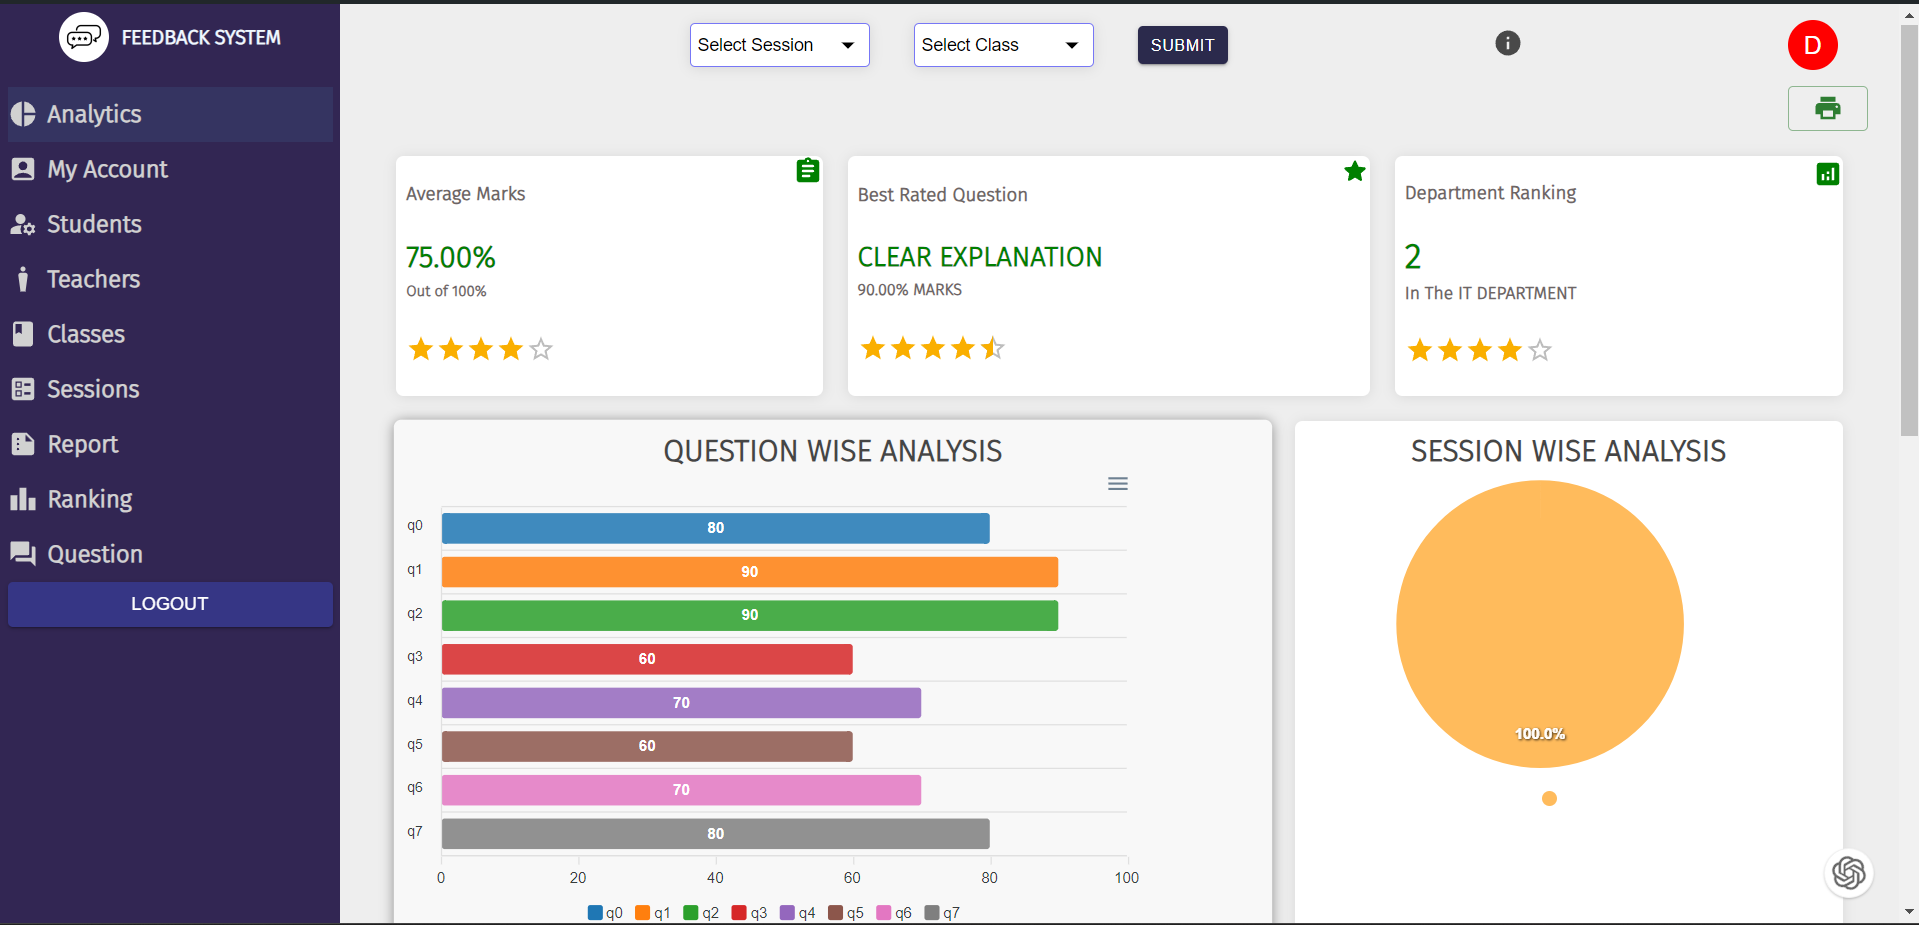 FEEDBACK SYSTEM
Analytics
My Account
Students
Teachers
Classes
Sessions
Report
Ranking
Question
LOGOUT
Select Session
Select Class
SUBMIT
D
Average Marks
75.00%
Out of 100%
Best Rated Question
CLEAR EXPLANATION
90.00% MARKS
Department Ranking
2
In The IT DEPARTMENT
QUESTION WISE ANALYSIS
q0 80
q1 90
q2 90
q3 60
q4 70
q5 60
q6 70
q7 80
0 20 40 60 80 100
q0 q1 q2 q3 q4 q5 q6 q7
SESSION WISE ANALYSIS
100.0%